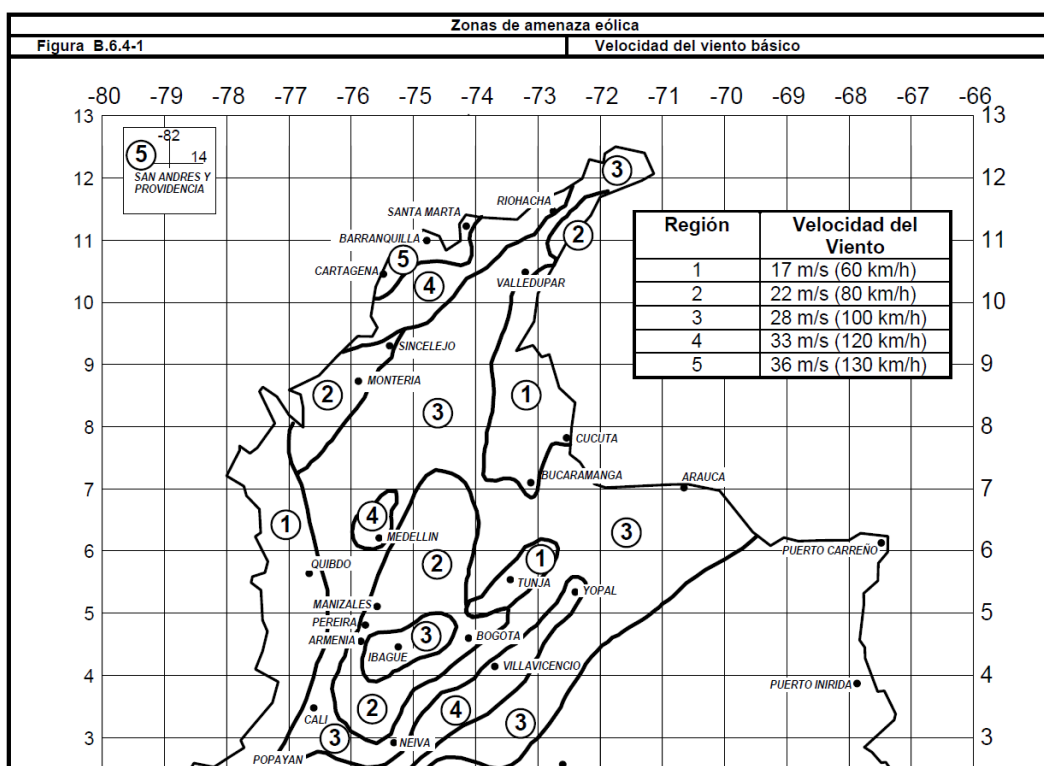 Zonas de amenaza eólica
Figura B.6.4-1 Velocidad del viento básico
-80 -79 -78 -77 -76 -75 -74 -73 -72 -71 -70 -69 -68 -67 -66
13 13
-82
5 14
SAN ANDRES Y
PROVIDENCIA
3
12 12
RIOHACHA
SANTA MARTA
Región Velocidad del
Viento
2
11 BARRANQUILLA 11
5
1 17 m/s (60 km/h)
CARTAGENA
4
VALLEDUPAR
2 22 m/s (80 km/h)
10 10
3 28 m/s (100 km/h)
4 33 m/s (120 km/h)
SINCELEJO
9 5 36 m/s (130 km/h) 9
MONTERIA
2 1
3
8 8
CUCUTA
BUCARAMANGA
ARAUCA
7 7
4
1
3
MEDELLIN
6 PUERTO CARREÑO 6
1
2
QUIBDO
TUNJA
YOPAL
MANIZALES
5 5
PEREIRA
3
ARMENIA
BOGOTA
IBAGUE
VILLAVICENCIO
4 PUERTO INIRIDA 4
2 4
CALI
3
3 3 NEIVA 3
POPAYAN